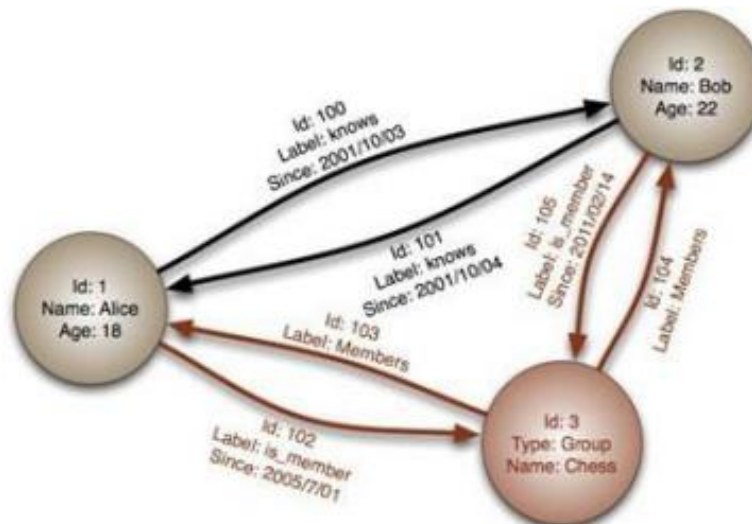 Id: 2
Name: Bob
Age: 22
Id: 100
Label: knows
Since: 2001/10/03
Id: 101
Label: knows
Since: 2001/10/04
Id: 105
Label: is_member
Since: 2011/02/14
Id: 104
Label: Members
Id: 1
Name: Alice
Age: 18
Id: 103
Label: Members
Id: 102
Label: is_member
Since: 2005/7/01
Id: 3
Type: Group
Name: Chess